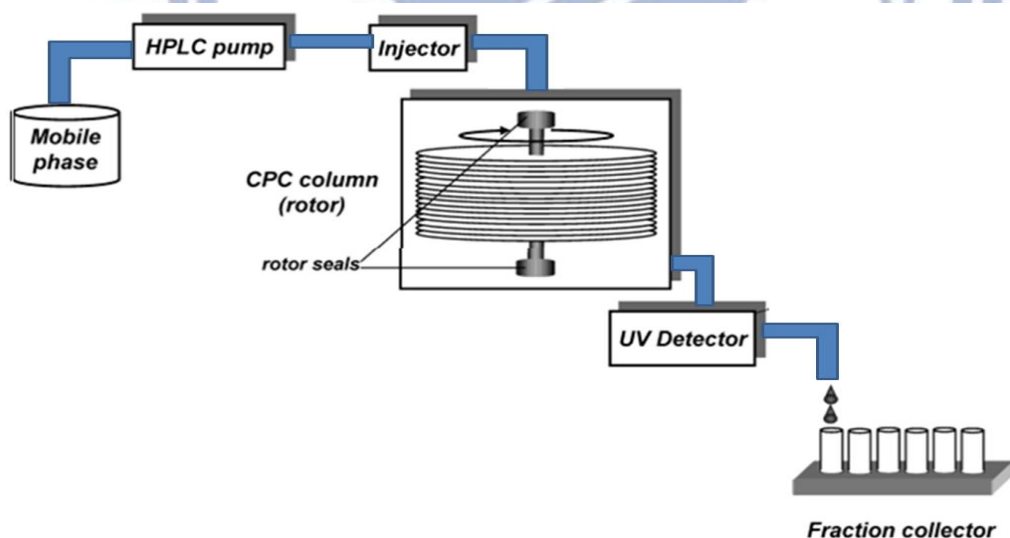 HPLC pump
Injector
Mobile
phase
CPC column
(rotor)
rotor seals
UV Detector
Fraction collector